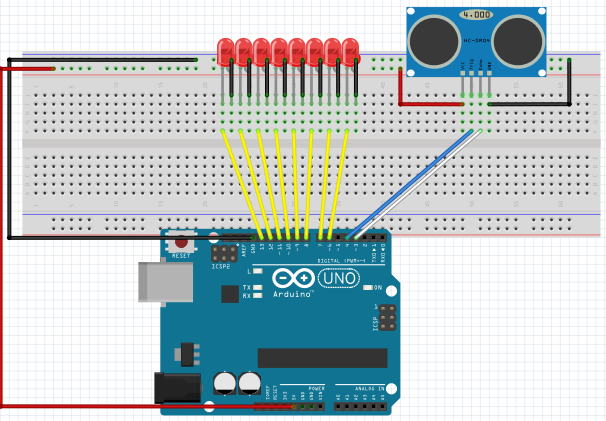 4.000
HC-SR04
Vcc
Trig
Echo
GND
RESET
ICSP2
AREF
GND
13
12
~11
~10
~9
8
7
~6
~5
4
~3
2
TX▶1
RX◀0
DIGITAL (PWM~)
L
TX
RX
Arduino™
UNO
ON
ICSP
POWER
ANALOG IN
IOREF
RESET
3V3
5V
GND
GND
VIN
A0
A1
A2
A3
A4
A5